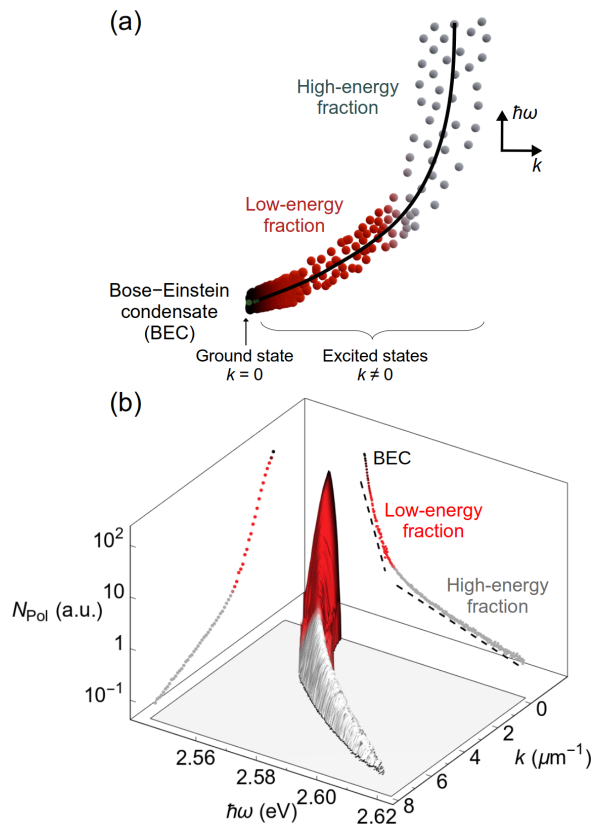 (a)
High-energy
fraction
ħω
k
Low-energy
fraction
Bose−Einstein
condensate
(BEC)
Ground state
k = 0
Excited states
k ≠ 0
(b)
BEC
Low-energy
fraction
High-energy
fraction
10²
10
1
10⁻¹
N_Pol (a.u.)
2.56
2.58
2.60
2.62
ħω (eV)
0
2
4
6
8
k (μm⁻¹)